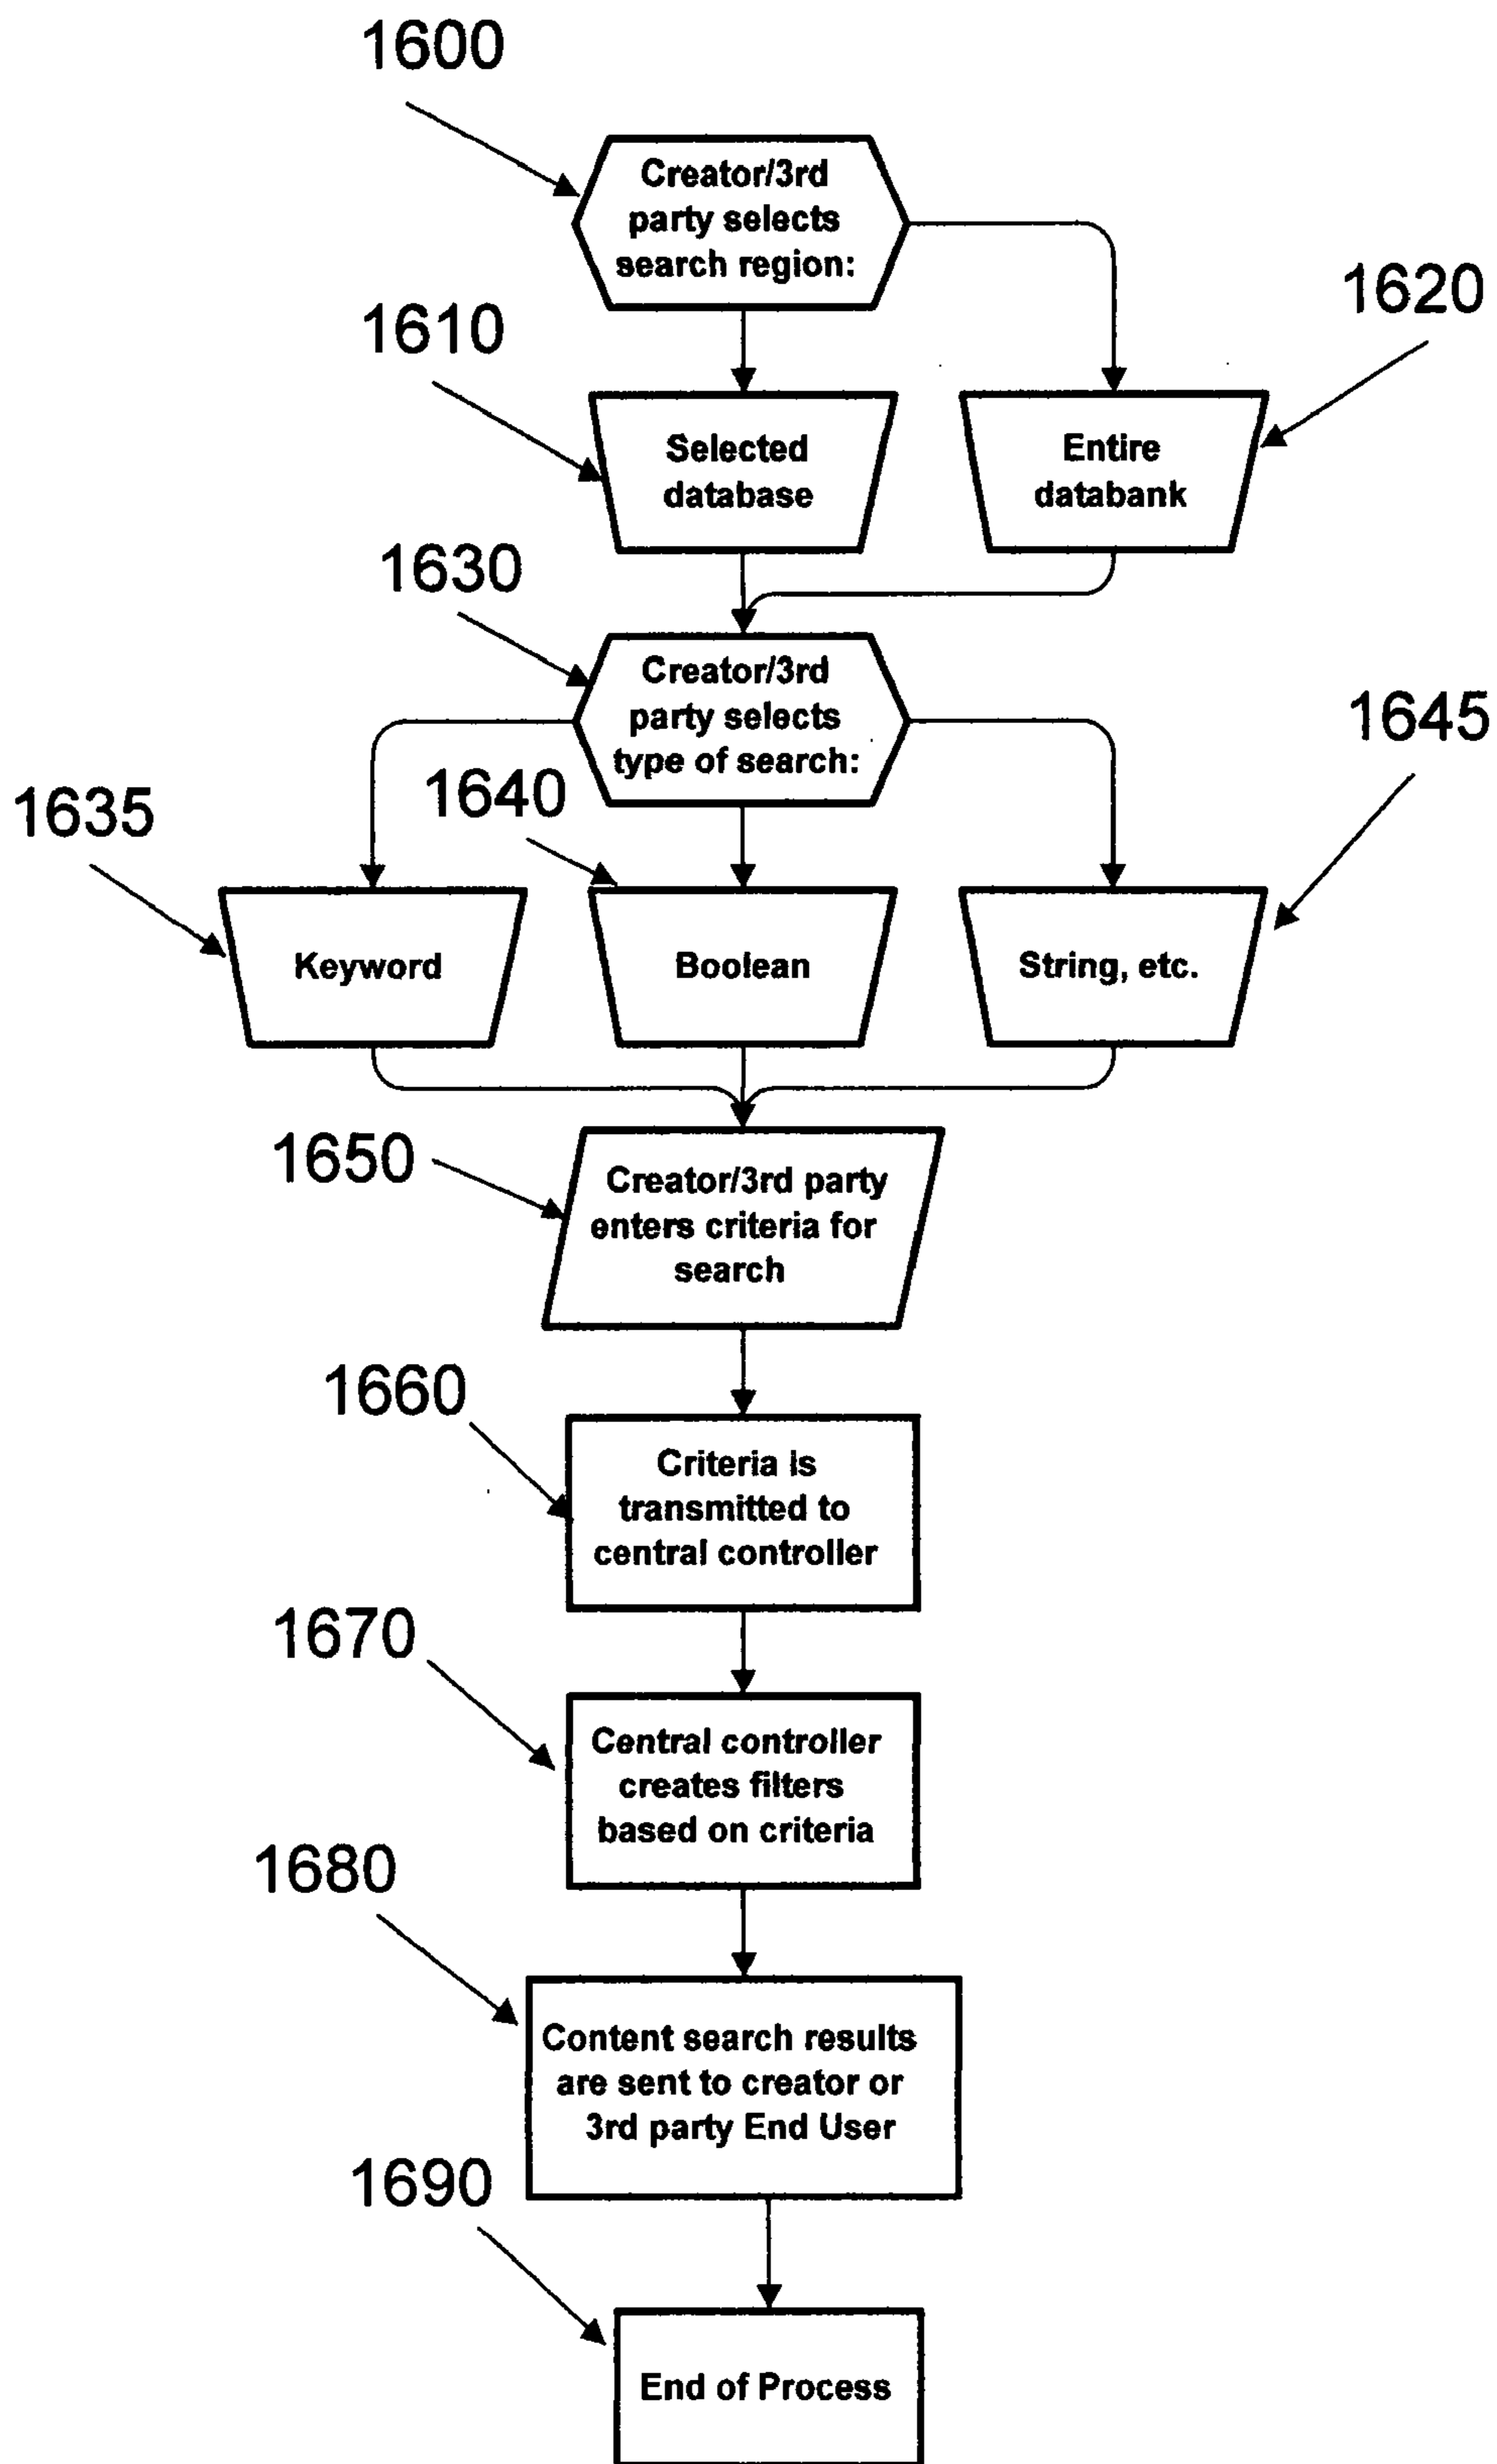 1600
Creator/3rd
party selects
search region:
1610
1620
Selected
database
Entire
databank
1630
Creator/3rd
party selects
type of search:
1635
1640
1645
Keyword
Boolean
String, etc.
1650
Creator/3rd party
enters criteria for
search
1660
Criteria is
transmitted to
central controller
1670
Central controller
creates filters
based on criteria
1680
Content search results
are sent to creator or
3rd party End User
1690
End of Process